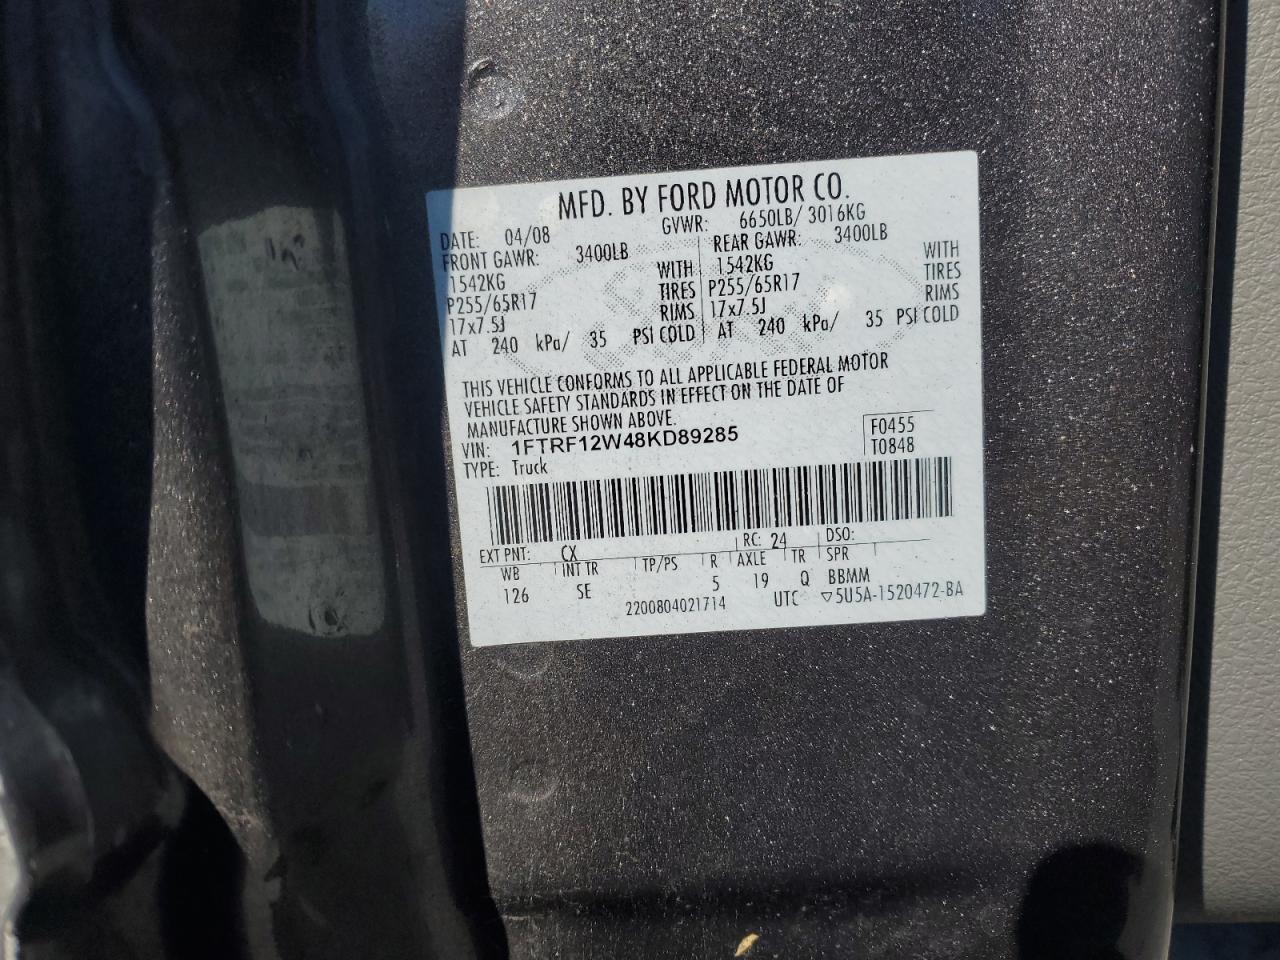 MFD. BY FORD MOTOR CO.
DATE: 04/08 GVWR: 6650LB/ 3016KG
FRONT GAWR: 3400LB REAR GAWR: 3400LB
1542KG WITH 1542KG WITH
P255/65R17 TIRES P255/65R17 TIRES
17x7.5J RIMS 17x7.5J RIMS
AT 240 kPa/ 35 PSI COLD AT 240 kPa/ 35 PSI COLD
THIS VEHICLE CONFORMS TO ALL APPLICABLE FEDERAL MOTOR
VEHICLE SAFETY STANDARDS IN EFFECT ON THE DATE OF
MANUFACTURE SHOWN ABOVE.
VIN: 1FTRF12W48KD89285 F0455
TYPE: Truck T0848
EXT PNT: CX RC: 24 DSO:
WB INT TR TP/PS R AXLE TR SPR
126 SE 5 19 Q BBMM
2200804021714 UTC ▽5U5A-1520472-BA